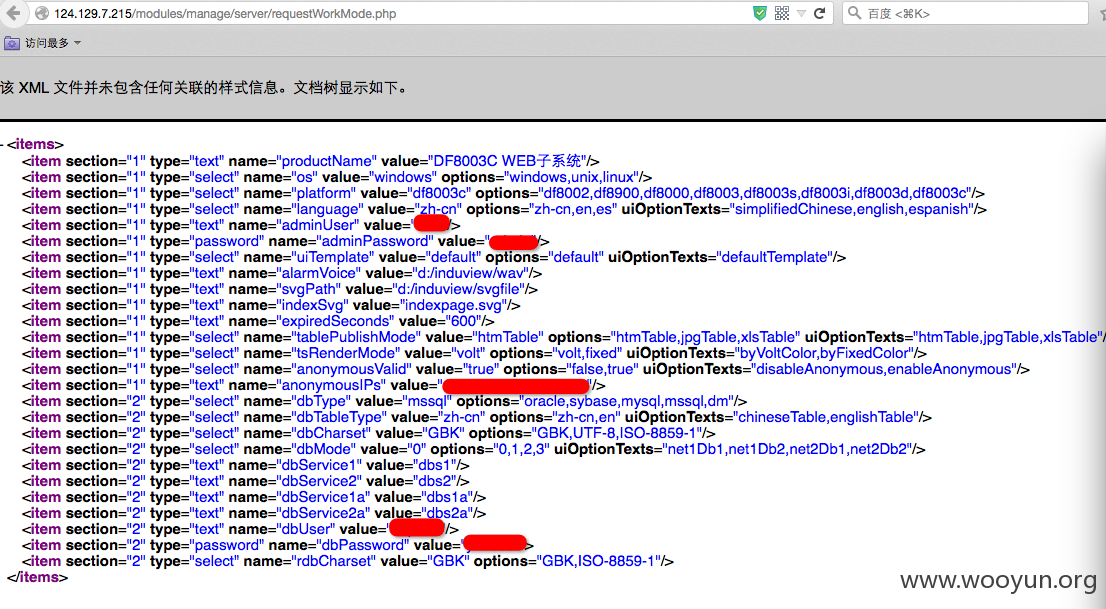 124.129.7.215/modules/manage/server/requestWorkMode.php
百度 <⌘K>
访问最多
该 XML 文件并未包含任何关联的样式信息。文档树显示如下。
- <items>
<item section="1" type="text" name="productName" value="DF8003C WEB子系统"/>
<item section="1" type="select" name="os" value="windows" options="windows,unix,linux"/>
<item section="1" type="select" name="platform" value="df8003c" options="df8002,df8900,df8000,df8003,df8003s,df8003i,df8003d,df8003c"/>
<item section="1" type="select" name="language" value="zh-cn" options="zh-cn,en,es" uiOptionTexts="simplifiedChinese,english,espanish"/>
<item section="1" type="text" name="adminUser" value="/>
<item section="1" type="password" name="adminPassword" value="/>
<item section="1" type="select" name="uiTemplate" value="default" options="default" uiOptionTexts="defaultTemplate"/>
<item section="1" type="text" name="alarmVoice" value="d:/induview/wav"/>
<item section="1" type="text" name="svgPath" value="d:/induview/svgfile"/>
<item section="1" type="text" name="indexSvg" value="indexpage.svg"/>
<item section="1" type="text" name="expiredSeconds" value="600"/>
<item section="1" type="select" name="tablePublishMode" value="htmTable" options="htmTable,jpgTable,xlsTable" uiOptionTexts="htmTable,jpgTable,xlsTable"/
<item section="1" type="select" name="tsRenderMode" value="volt" options="volt,fixed" uiOptionTexts="byVoltColor,byFixedColor"/>
<item section="1" type="select" name="anonymousValid" value="true" options="false,true" uiOptionTexts="disableAnonymous,enableAnonymous"/>
<item section="1" type="text" name="anonymousIPs" value=""/>
<item section="2" type="select" name="dbType" value="mssql" options="oracle,sybase,mysql,mssql,dm"/>
<item section="2" type="select" name="dbTableType" value="zh-cn" options="zh-cn,en" uiOptionTexts="chineseTable,englishTable"/>
<item section="2" type="select" name="dbCharset" value="GBK" options="GBK,UTF-8,ISO-8859-1"/>
<item section="2" type="select" name="dbMode" value="0" options="0,1,2,3" uiOptionTexts="net1Db1,net1Db2,net2Db1,net2Db2"/>
<item section="2" type="text" name="dbService1" value="dbs1"/>
<item section="2" type="text" name="dbService2" value="dbs2"/>
<item section="2" type="text" name="dbService1a" value="dbs1a"/>
<item section="2" type="text" name="dbService2a" value="dbs2a"/>
<item section="2" type="text" name="dbUser" value="/>
<item section="2" type="password" name="dbPassword" value=">
<item section="2" type="select" name="rdbCharset" value="GBK" options="GBK,ISO-8859-1"/>
</items>
www.wooyun.org